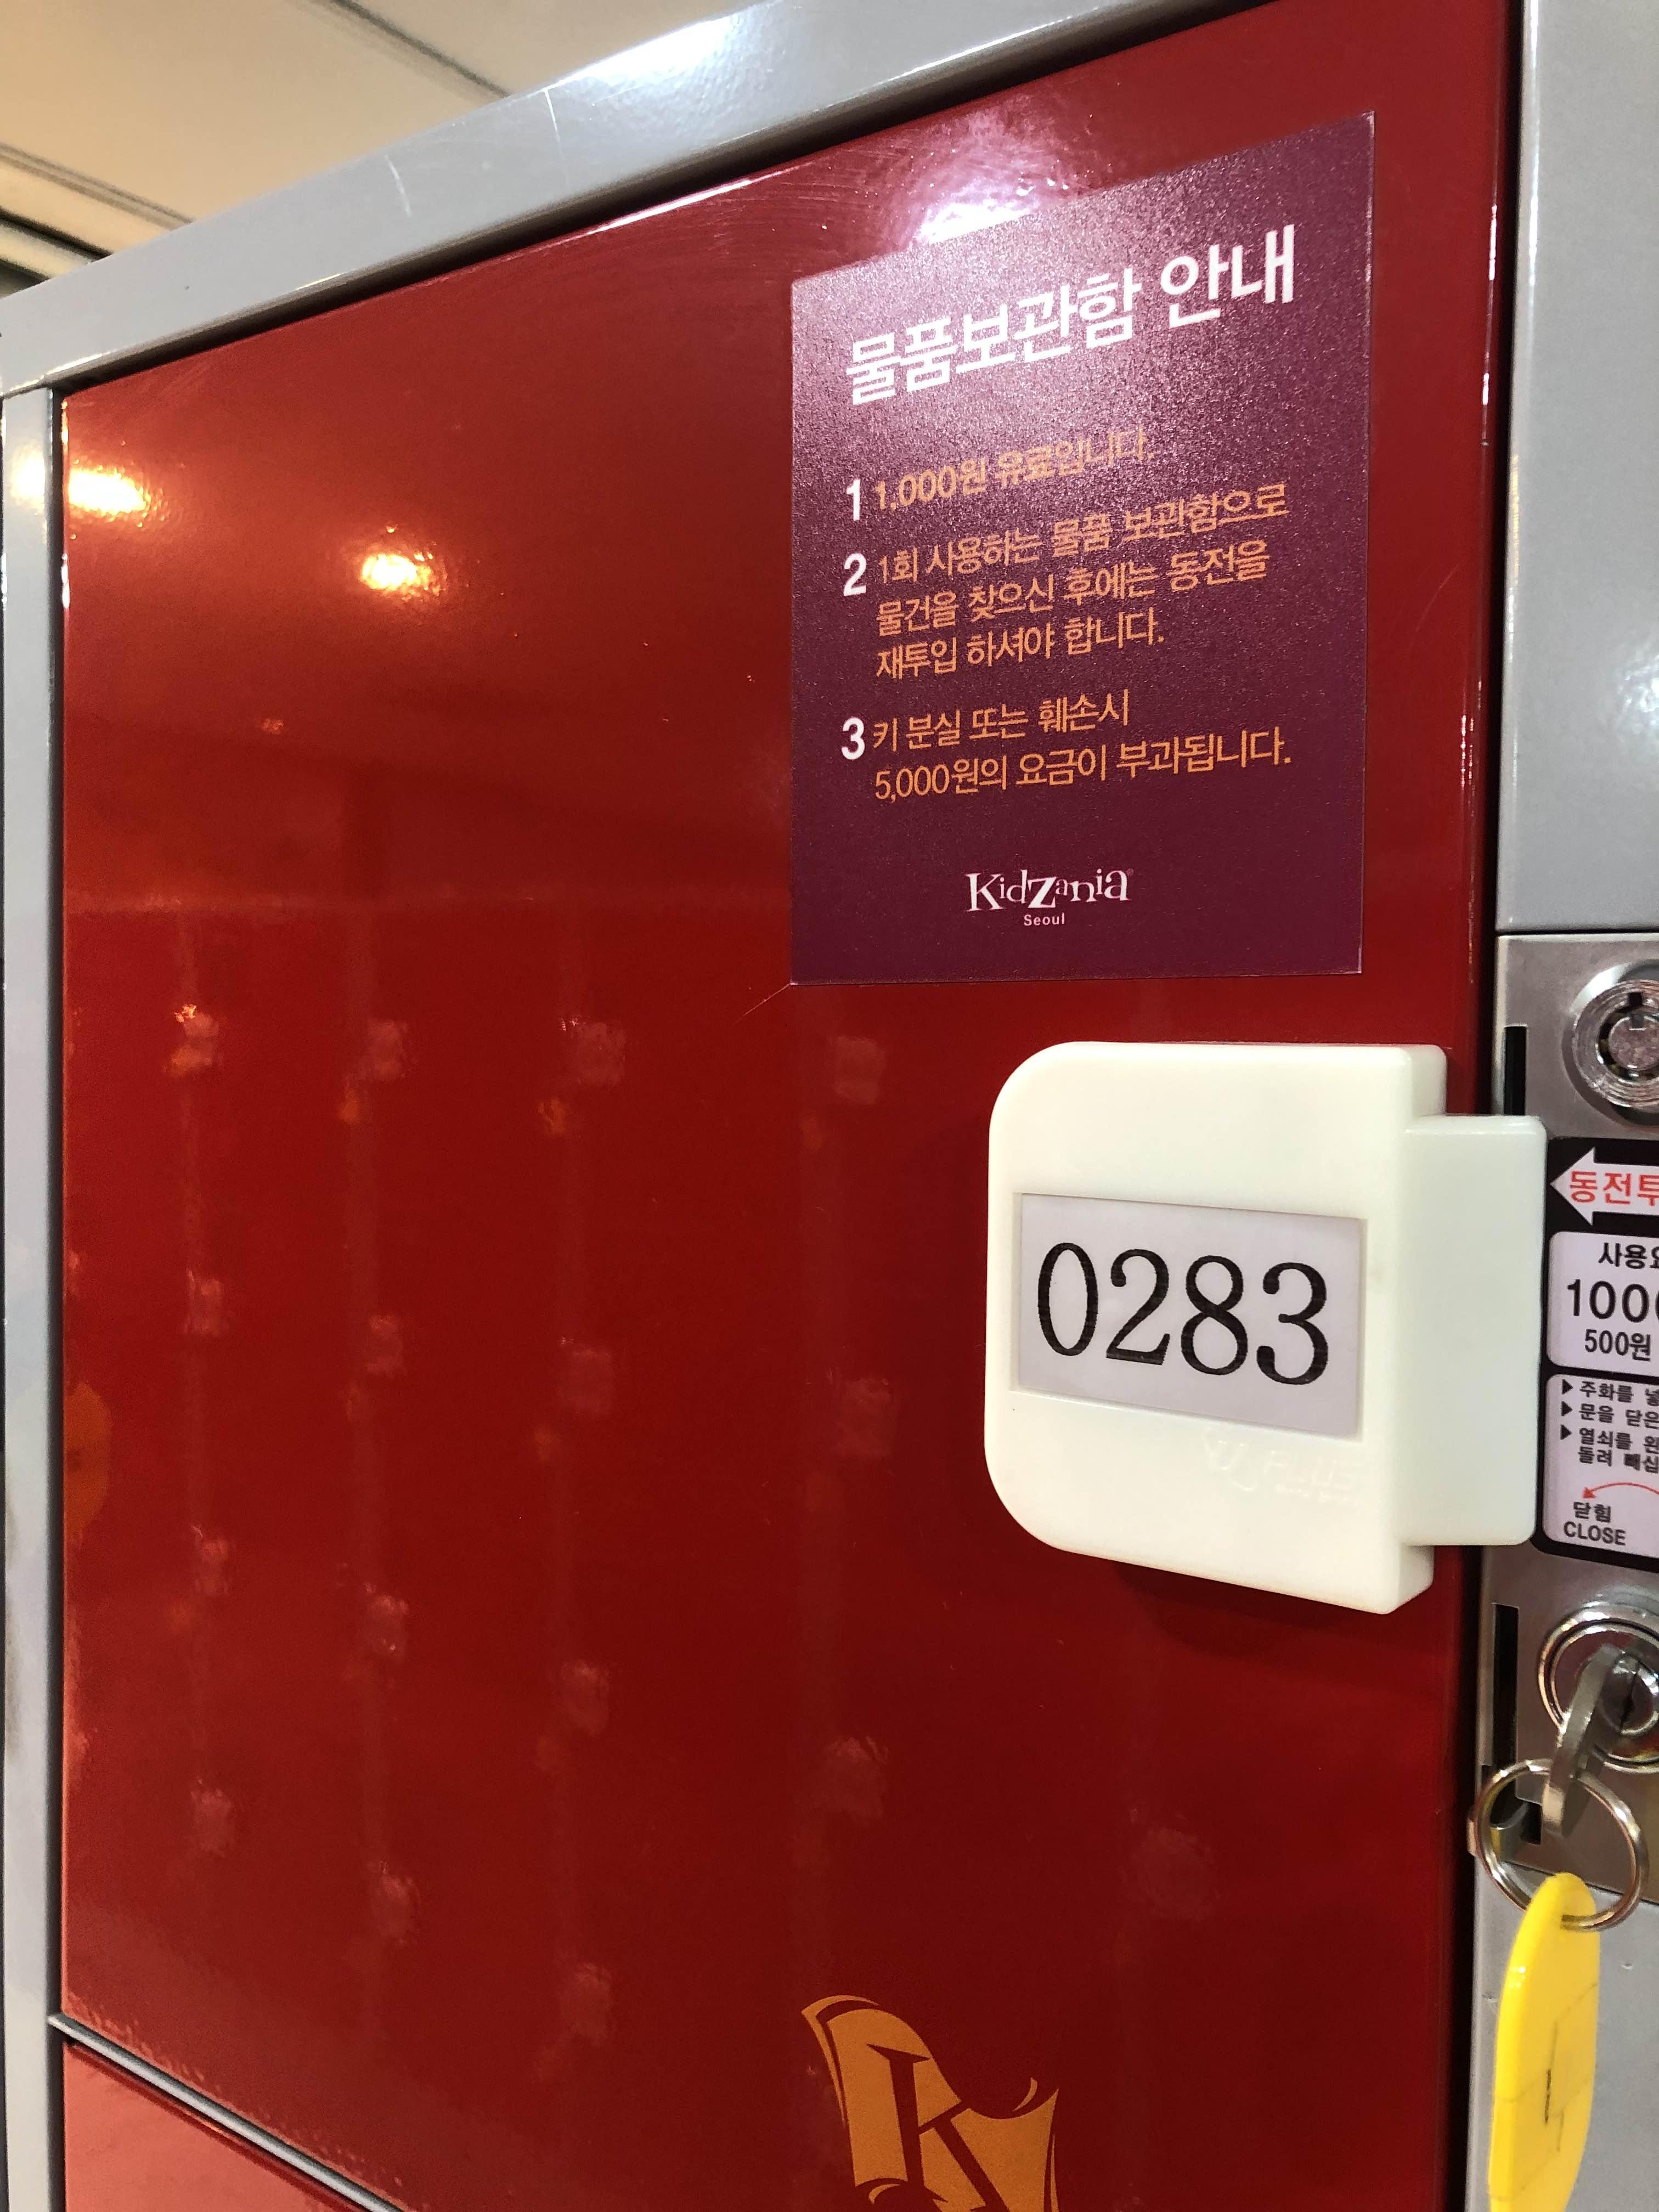 물품보관함 안내
1 1,000원 유료입니다.
2 1회 사용하는 물품 보관함으로
물건을 찾으신 후에는 동전을
재투입 하셔야 합니다.
3 키 분실 또는 훼손시
5,000원의 요금이 부과됩니다.
KidZania
Seoul
0283
동전투
사용
500원
▶ 주화를
▶ 문을 닫은
▶ 열쇠를
돌려
닫힘
CLOSE
K